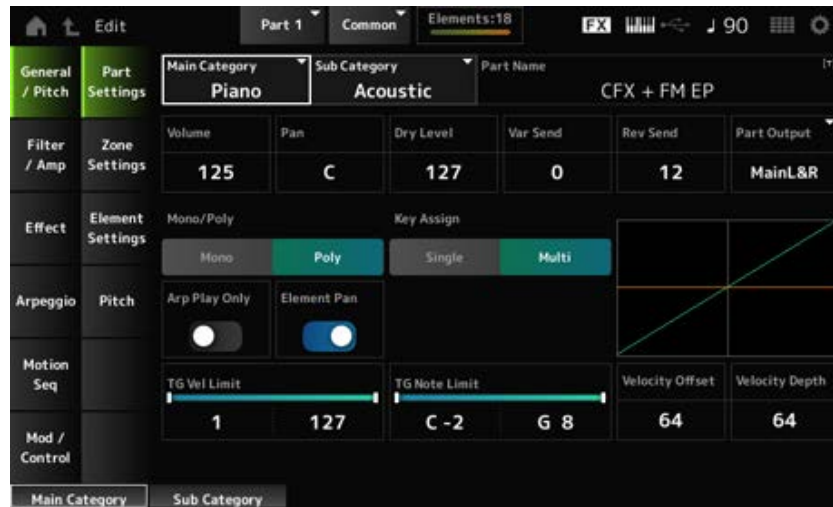 Edit
Part 1
Common
Elements:18
FX
♩ 90
General / Pitch
Filter / Amp
Effect
Arpeggio
Motion Seq
Mod / Control
Part Settings
Zone Settings
Element Settings
Pitch
Main Category
Piano
Sub Category
Acoustic
Part Name
CFX + FM EP
Volume
125
Pan
C
Dry Level
127
Var Send
0
Rev Send
12
Part Output
MainL&R
Mono/Poly
Mono
Poly
Key Assign
Single
Multi
Arp Play Only
Element Pan
TG Vel Limit
1
127
TG Note Limit
C -2
G 8
Velocity Offset
64
Velocity Depth
64
Main Category
Sub Category